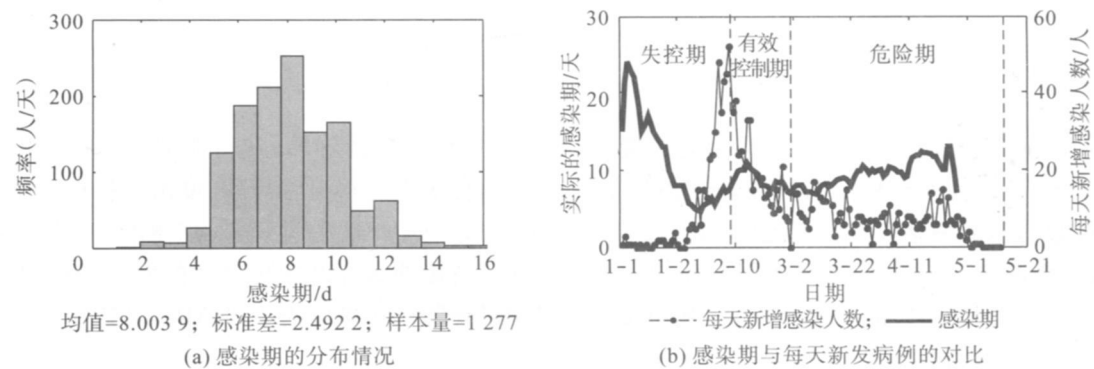 300
200
100
0
频率(人/天)
2 4 6 8 10 12 14 16
感染期/d
均值=8.003 9；标准差=2.492 2；样本量=1 277
(a) 感染期的分布情况
30
20
10
0
实际的感染期/天
失控期
有效
控制期
危险期
60
40
20
0
每天新增感染人数/人
1-1 1-21 2-10 3-2 3-22 4-11 5-1 5-21
日期
每天新增感染人数； 感染期
(b) 感染期与每天新发病例的对比